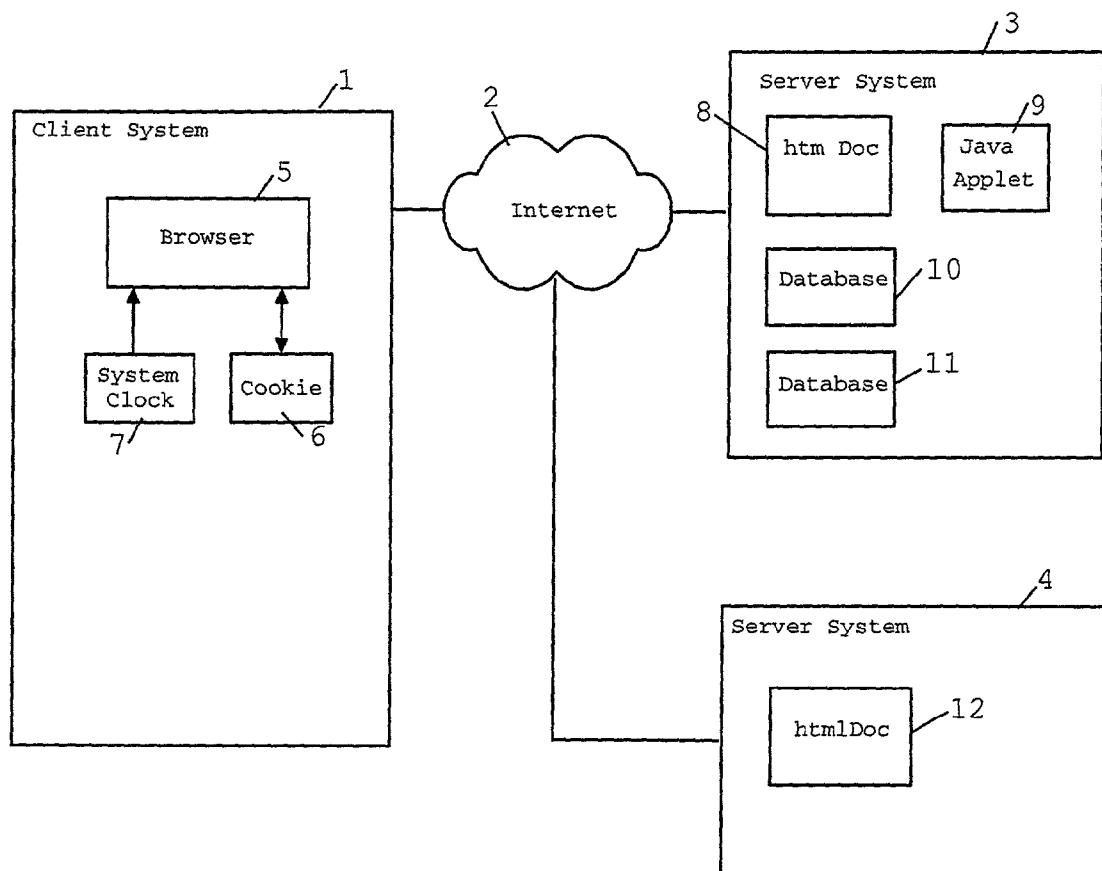 1
Client System
5
Browser
System
Clock
7
Cookie
6
2
Internet
3
Server System
8
htm Doc
9
Java
Applet
Database
10
Database
11
4
Server System
htmlDoc
12